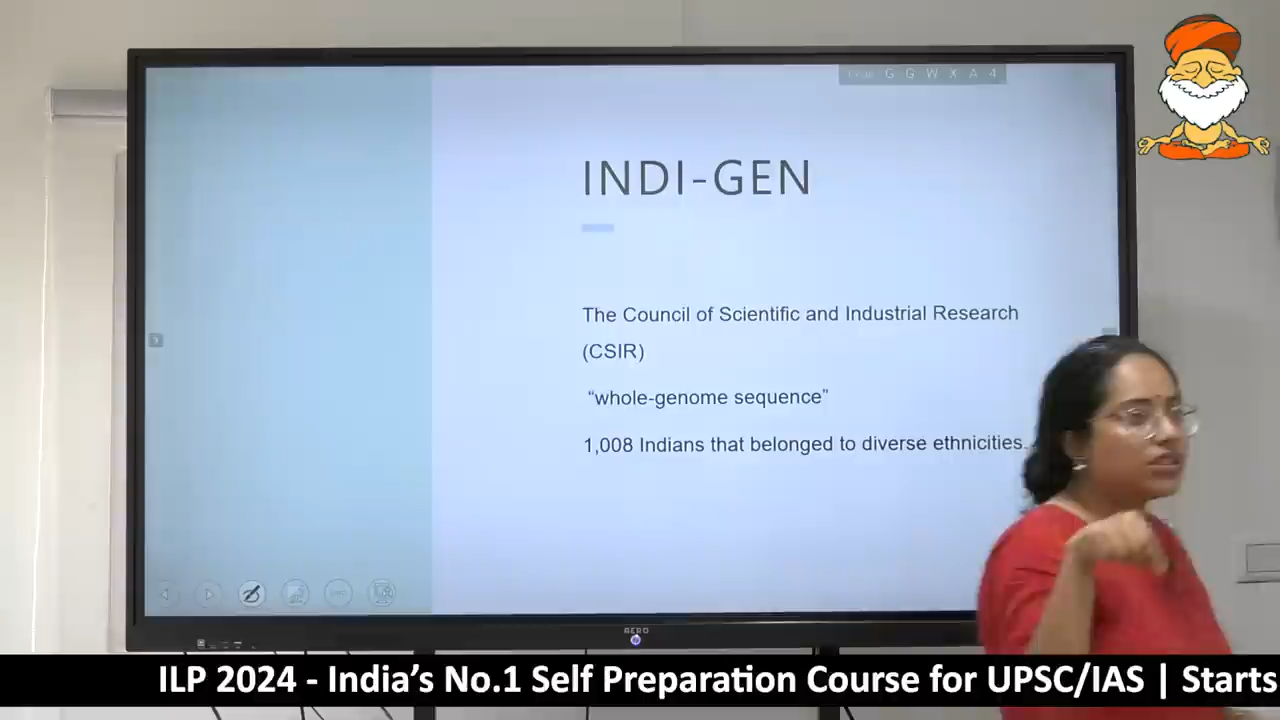 G G W X A 4
INDI-GEN
The Council of Scientific and Industrial Research
(CSIR)
“whole-genome sequence”
1,008 Indians that belonged to diverse ethnicities.
ILP 2024 - India’s No.1 Self Preparation Course for UPSC/IAS | Starts